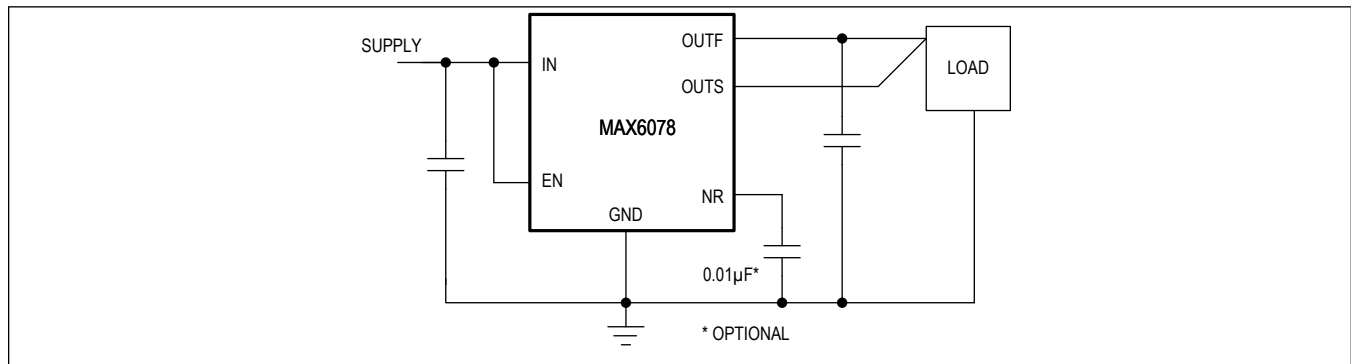 SUPPLY
IN
OUTF
OUTS
LOAD
MAX6078
EN
NR
GND
0.01µF*
* OPTIONAL